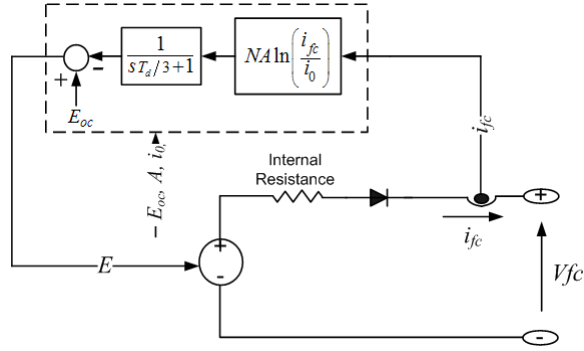 1
sT_d/3+1
NA ln(i_fc/i_0)
+
-
E_oc
i_fc
– E_oc, A, i_0,
Internal
Resistance
+
i_fc
E
+
-
Vfc
-